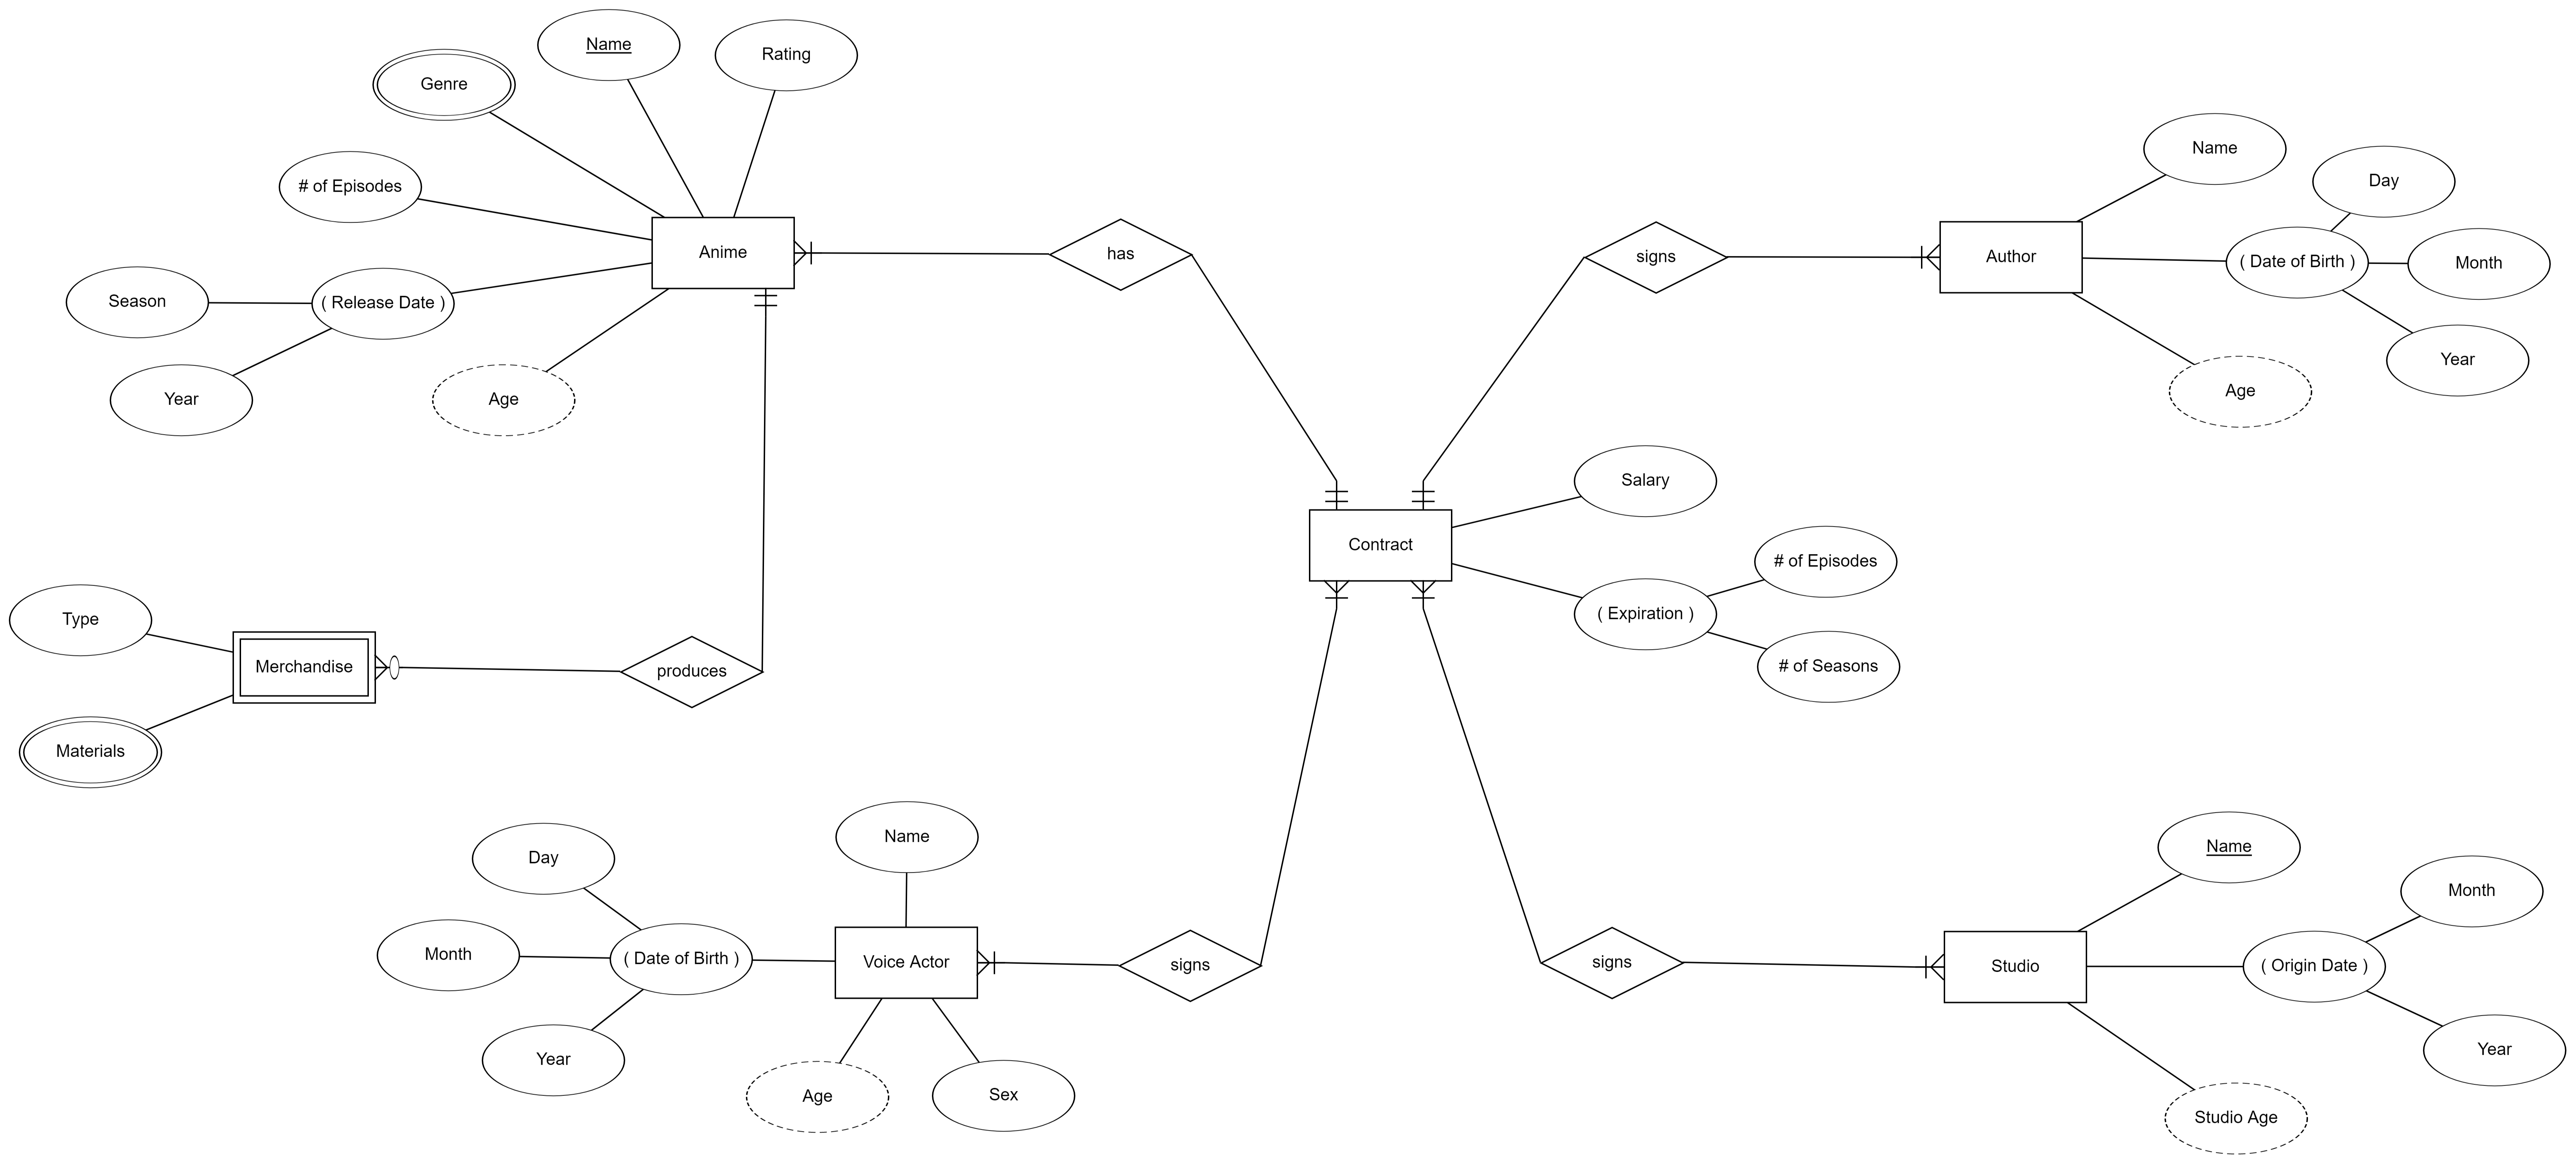 Name
Rating
Genre
# of Episodes
Anime
Season
( Release Date )
Year
Age
has
signs
Author
Name
Day
( Date of Birth )
Month
Year
Age
Contract
Salary
# of Episodes
( Expiration )
# of Seasons
Type
Merchandise
Materials
produces
Name
Day
Month
( Date of Birth )
Year
Voice Actor
Age
Sex
signs
signs
Studio
Name
Month
( Origin Date )
Year
Studio Age